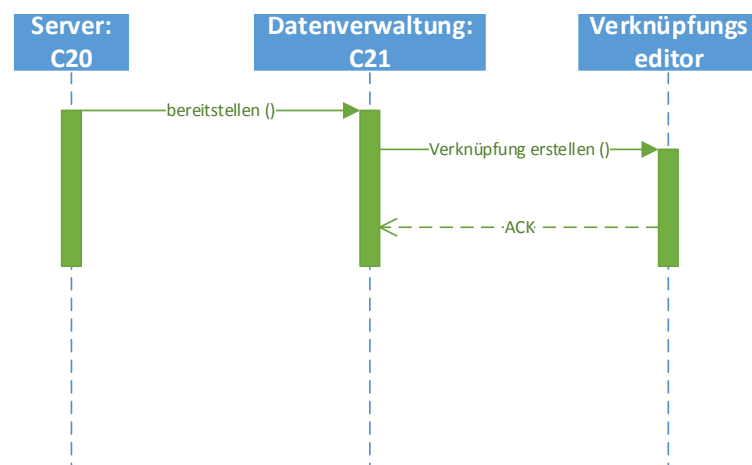 Server:
C20
Datenverwaltung:
C21
Verknüpfungs
editor
bereitstellen ()
Verknüpfung erstellen ()
ACK